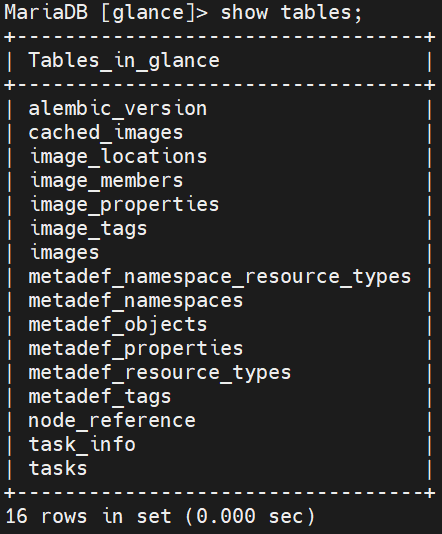 MariaDB [glance]> show tables;
+----------------------------------+
| Tables_in_glance                 |
+----------------------------------+
| alembic_version                  |
| cached_images                    |
| image_locations                  |
| image_members                    |
| image_properties                 |
| image_tags                       |
| images                           |
| metadef_namespace_resource_types |
| metadef_namespaces               |
| metadef_objects                  |
| metadef_properties               |
| metadef_resource_types           |
| metadef_tags                     |
| node_reference                   |
| task_info                        |
| tasks                            |
+----------------------------------+
16 rows in set (0.000 sec)